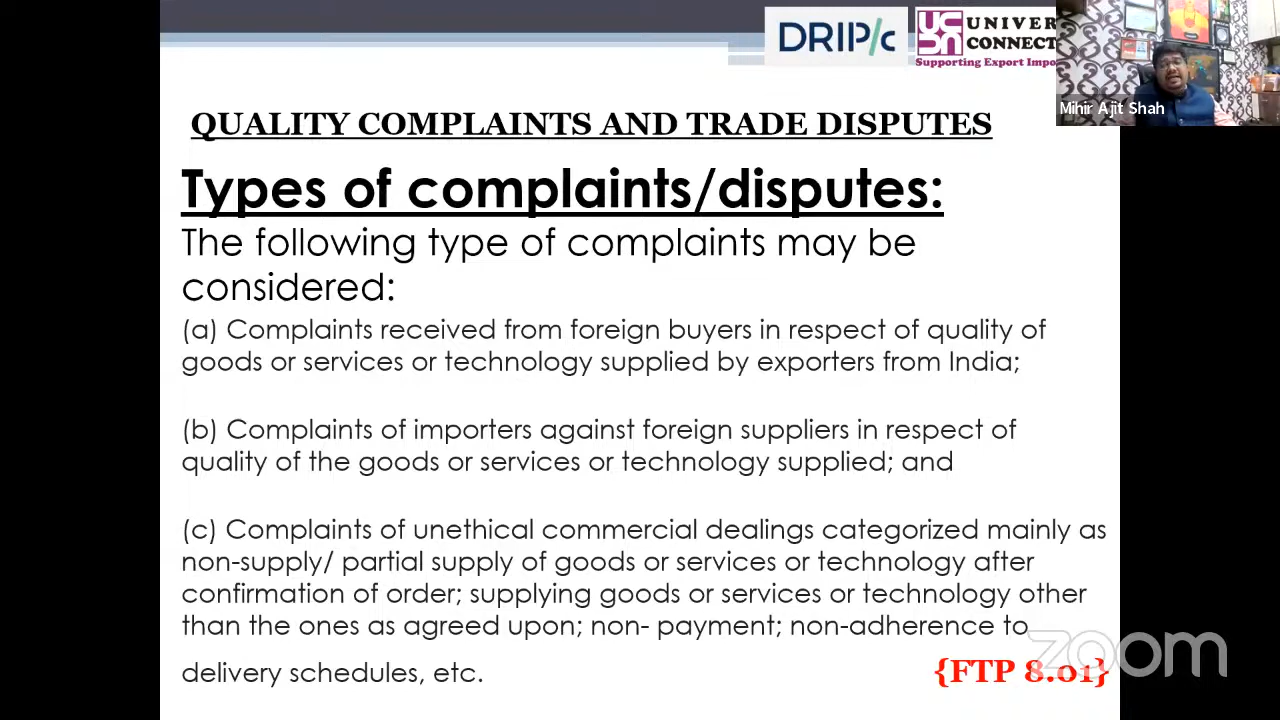 DRIP/c
UNIVER
CONNECT
Supporting Export Impo
Mihir Ajit Shah
QUALITY COMPLAINTS AND TRADE DISPUTES
Types of complaints/disputes:
The following type of complaints may be
considered:
(a) Complaints received from foreign buyers in respect of quality of
goods or services or technology supplied by exporters from India;
(b) Complaints of importers against foreign suppliers in respect of
quality of the goods or services or technology supplied; and
(c) Complaints of unethical commercial dealings categorized mainly as
non-supply/ partial supply of goods or services or technology after
confirmation of order; supplying goods or services or technology other
than the ones as agreed upon; non- payment; non-adherence to
delivery schedules, etc.
{FTP 8.01}
zoom